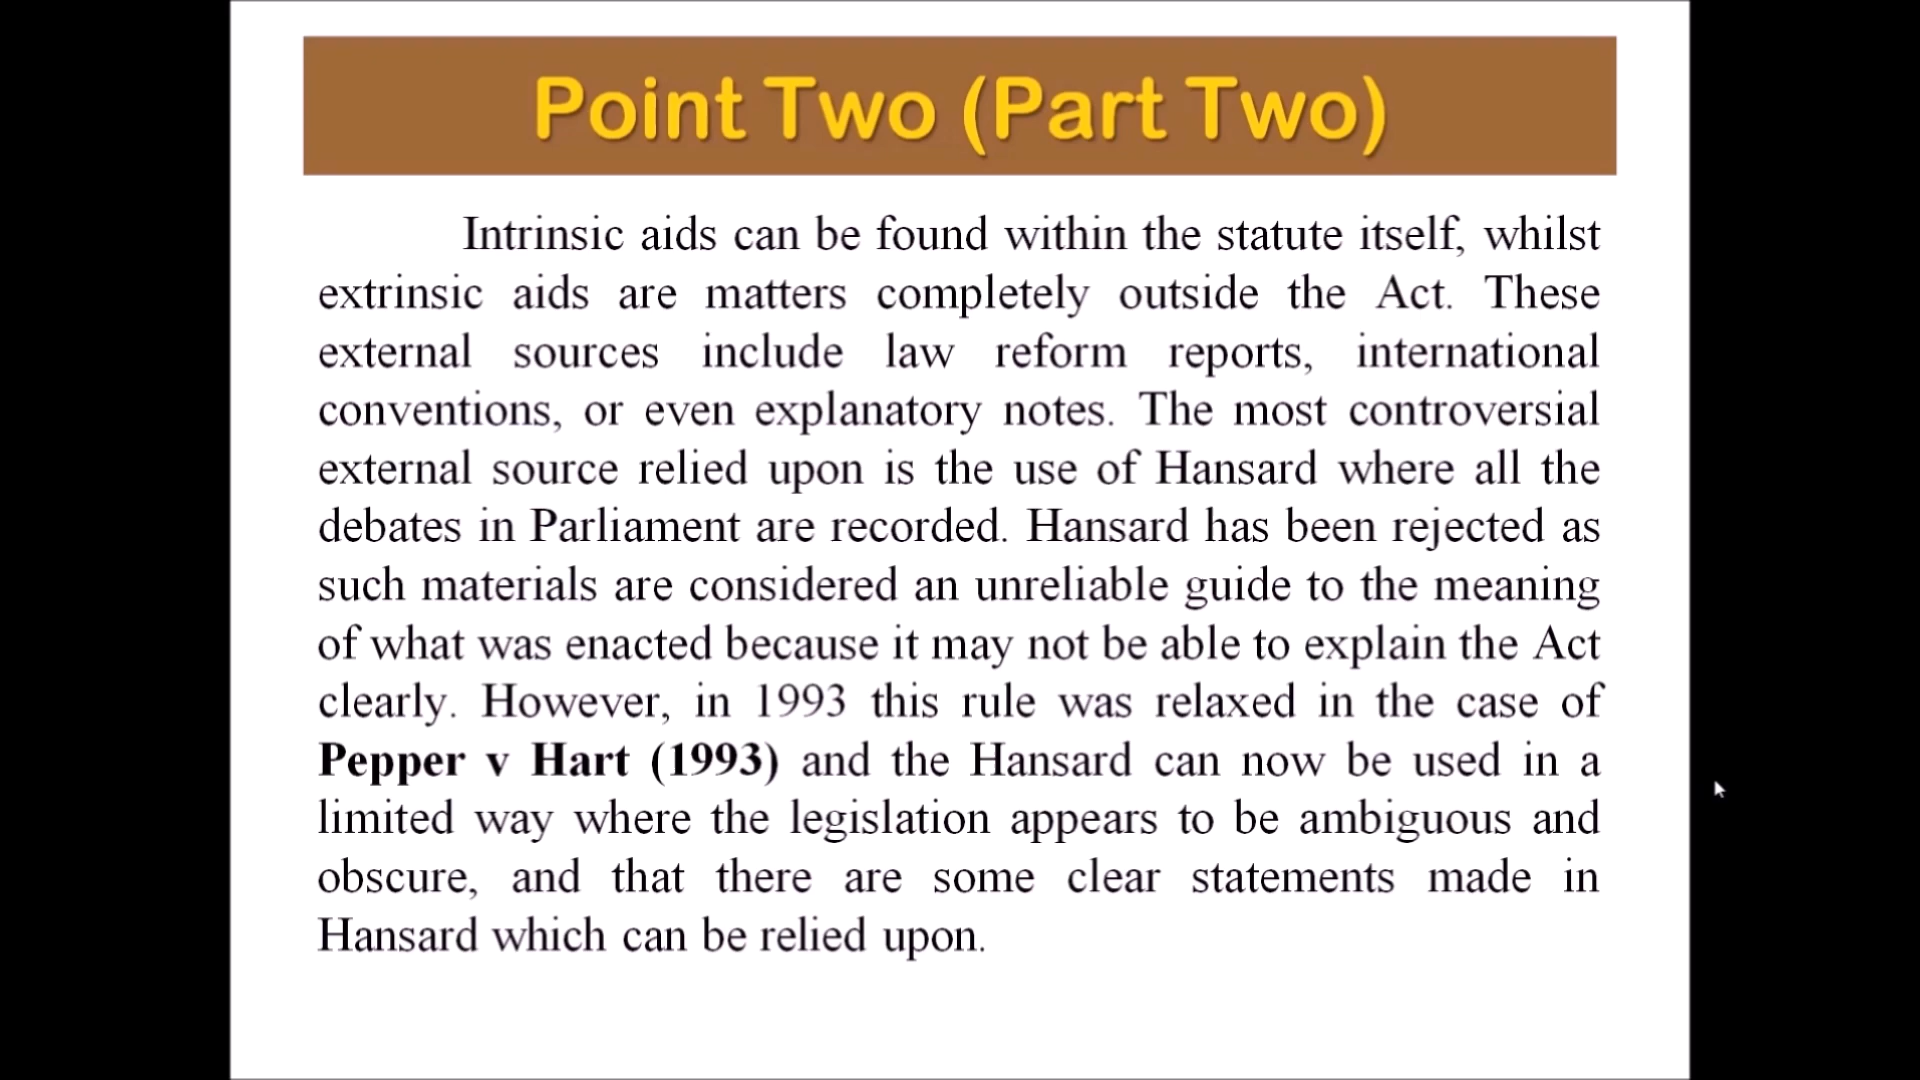 Point Two (Part Two)
Intrinsic aids can be found within the statute itself, whilst
extrinsic aids are matters completely outside the Act. These
external sources include law reform reports, international
conventions, or even explanatory notes. The most controversial
external source relied upon is the use of Hansard where all the
debates in Parliament are recorded. Hansard has been rejected as
such materials are considered an unreliable guide to the meaning
of what was enacted because it may not be able to explain the Act
clearly. However, in 1993 this rule was relaxed in the case of
Pepper v Hart (1993) and the Hansard can now be used in a
limited way where the legislation appears to be ambiguous and
obscure, and that there are some clear statements made in
Hansard which can be relied upon.